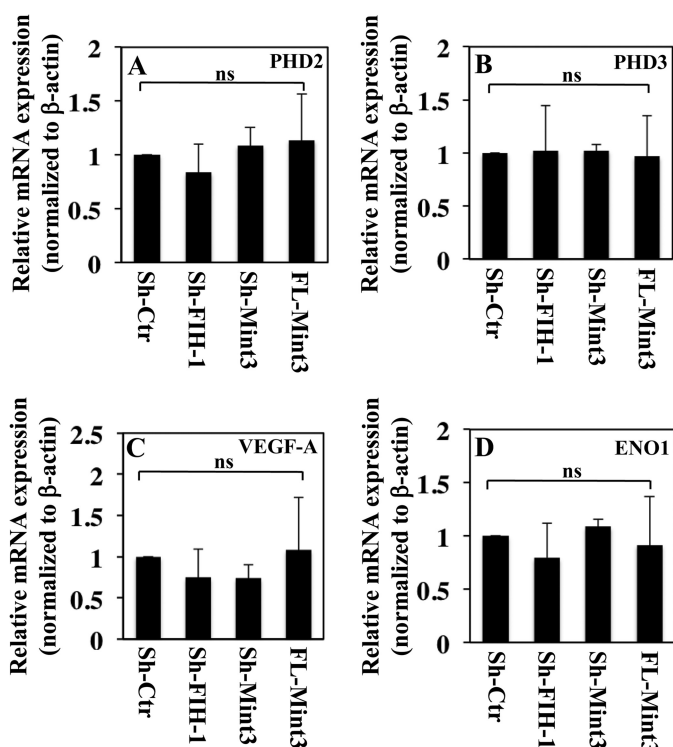 Relative mRNA expression
(normalized to β-actin)
2
1.5
1
0.5
0
A
PHD2
ns
Sh-Ctr
Sh-FIH-1
Sh-Mint3
FL-Mint3
Relative mRNA expression
(normalized to β-actin)
2
1.5
1
0.5
0
B
PHD3
ns
Sh-Ctr
Sh-FIH-1
Sh-Mint3
FL-Mint3
Relative mRNA expression
(normalized to β-actin)
2.5
2
1.5
1
0.5
0
C
VEGF-A
ns
Sh-Ctr
Sh-FIH-1
Sh-Mint3
FL-Mint3
Relative mRNA expression
(normalized to β-actin)
2
1.5
1
0.5
0
D
ENO1
ns
Sh-Ctr
Sh-FIH-1
Sh-Mint3
FL-Mint3